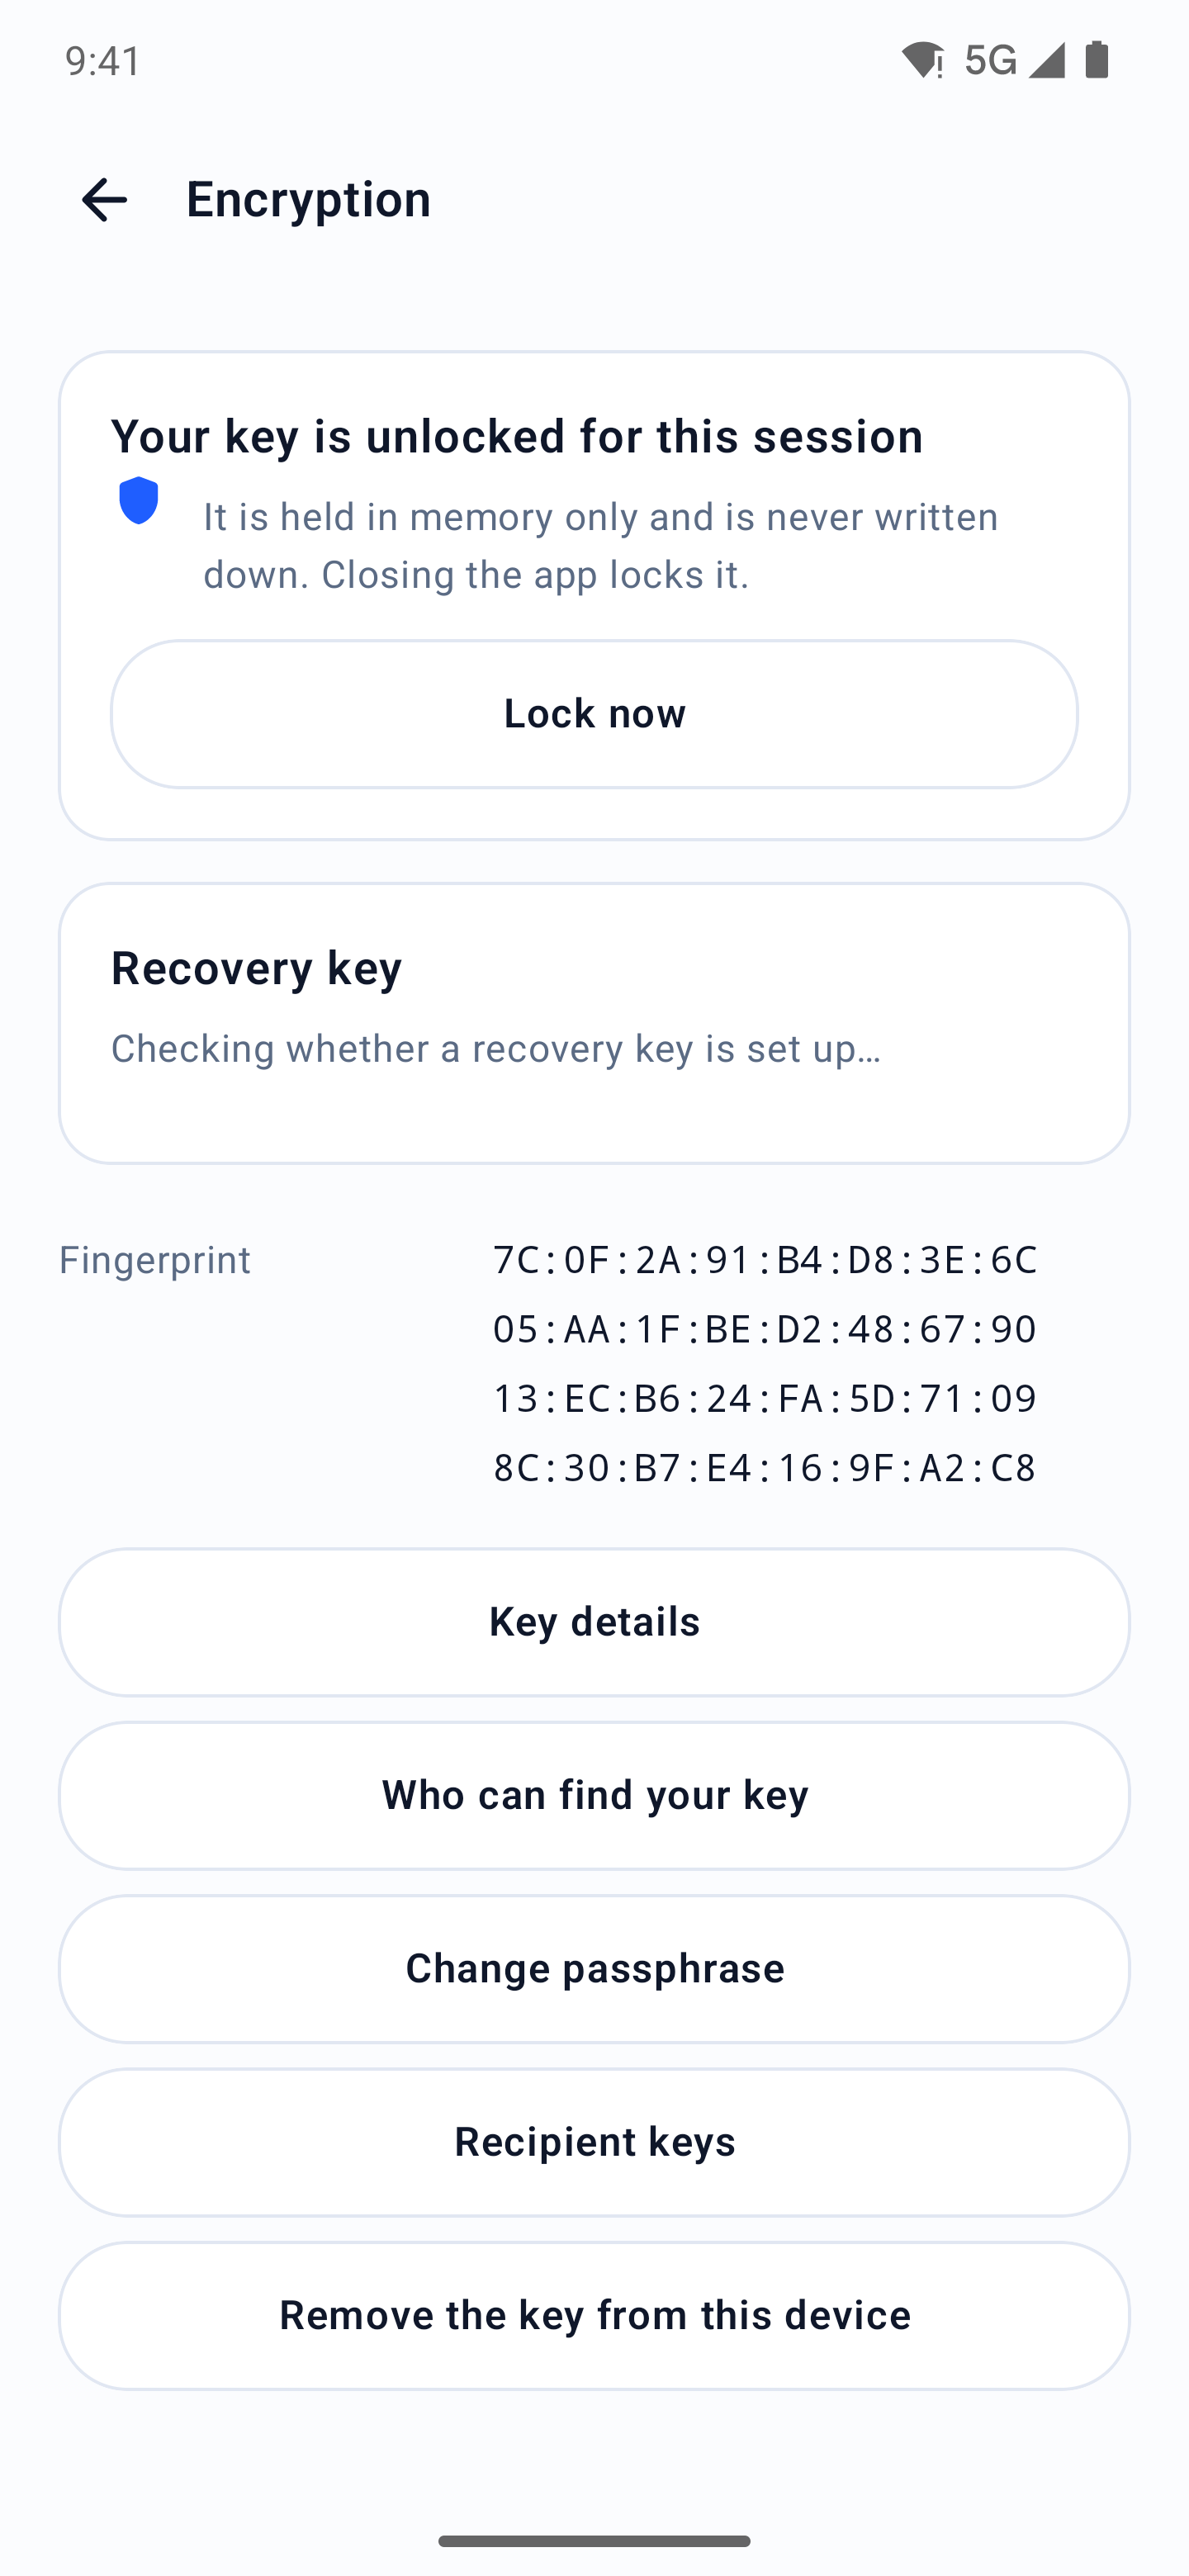 9:41
5G
Encryption
Your key is unlocked for this session
It is held in memory only and is never written
down. Closing the app locks it.
Lock now
Recovery key
Checking whether a recovery key is set up…
Fingerprint
7C:0F:2A:91:B4:D8:3E:6C
05:AA:1F:BE:D2:48:67:90
13:EC:B6:24:FA:5D:71:09
8C:30:B7:E4:16:9F:A2:C8
Key details
Who can find your key
Change passphrase
Recipient keys
Remove the key from this device